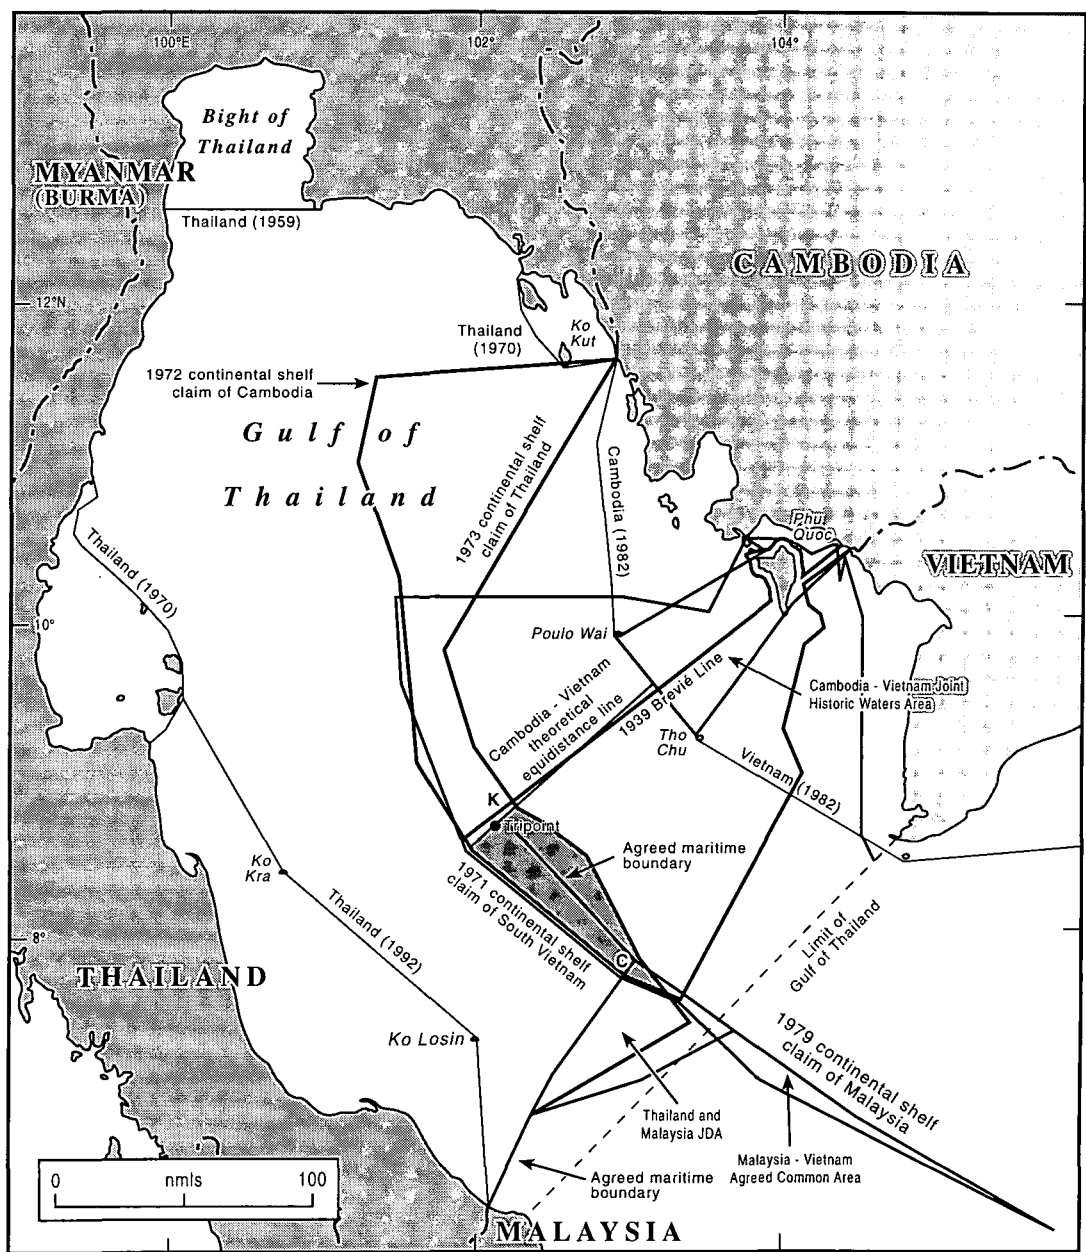 100°E
102°
104°
Bight of
Thailand
MYANMAR
(BURMA)
Thailand (1959)
CAMBODIA
12°N
Thailand
(1970)
Ko
Kut
1972 continental shelf
claim of Cambodia
Gulf of
Thailand
1973 continental shelf
claim of Thailand
Cambodia (1982)
Phu
Quoc
VIETNAM
Thailand (1970)
10°
Poulo Wai
Cambodia - Vietnam
theoretical
equidistance line
1939 Brevié Line
Cambodia - Vietnam Joint
Historic Waters Area
Tho
Chu
Vietnam (1982)
K
Tripoint
Agreed maritime
boundary
Ko
Kra
1971 continental shelf
claim of South Vietnam
Thailand (1992)
8°
C
Limit of
Gulf of Thailand
THAILAND
Ko Losin
1979 continental shelf
claim of Malaysia
Thailand and
Malaysia JDA
Malaysia - Vietnam
Agreed Common Area
0 nmls 100
Agreed maritime
boundary
MALAYSIA